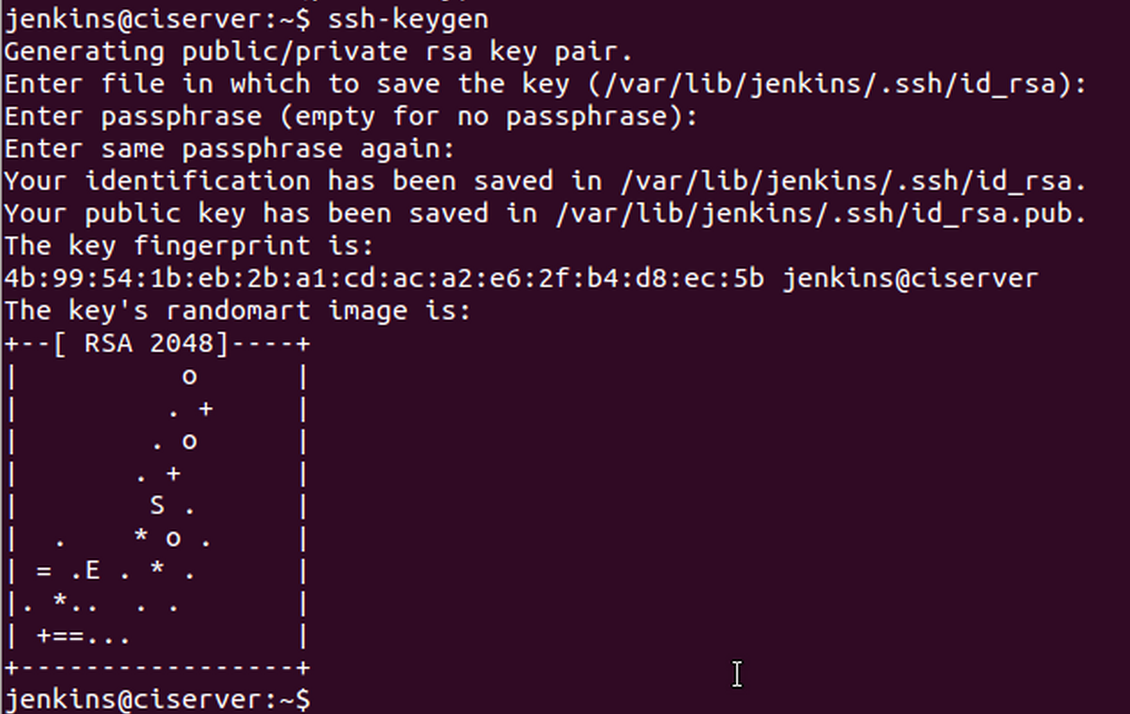 jenkins@ciserver:~$ ssh-keygen
Generating public/private rsa key pair.
Enter file in which to save the key (/var/lib/jenkins/.ssh/id_rsa):
Enter passphrase (empty for no passphrase):
Enter same passphrase again:
Your identification has been saved in /var/lib/jenkins/.ssh/id_rsa.
Your public key has been saved in /var/lib/jenkins/.ssh/id_rsa.pub.
The key fingerprint is:
4b:99:54:1b:eb:2b:a1:cd:ac:a2:e6:2f:b4:d8:ec:5b jenkins@ciserver
The key's randomart image is:
+--[ RSA 2048]----+
|          o      |
|         . +     |
|        . o      |
|       . +       |
|        S .      |
|  .    * o .     |
| = .E . * .      |
|. *..  . .       |
| +==...          |
+-----------------+
jenkins@ciserver:~$